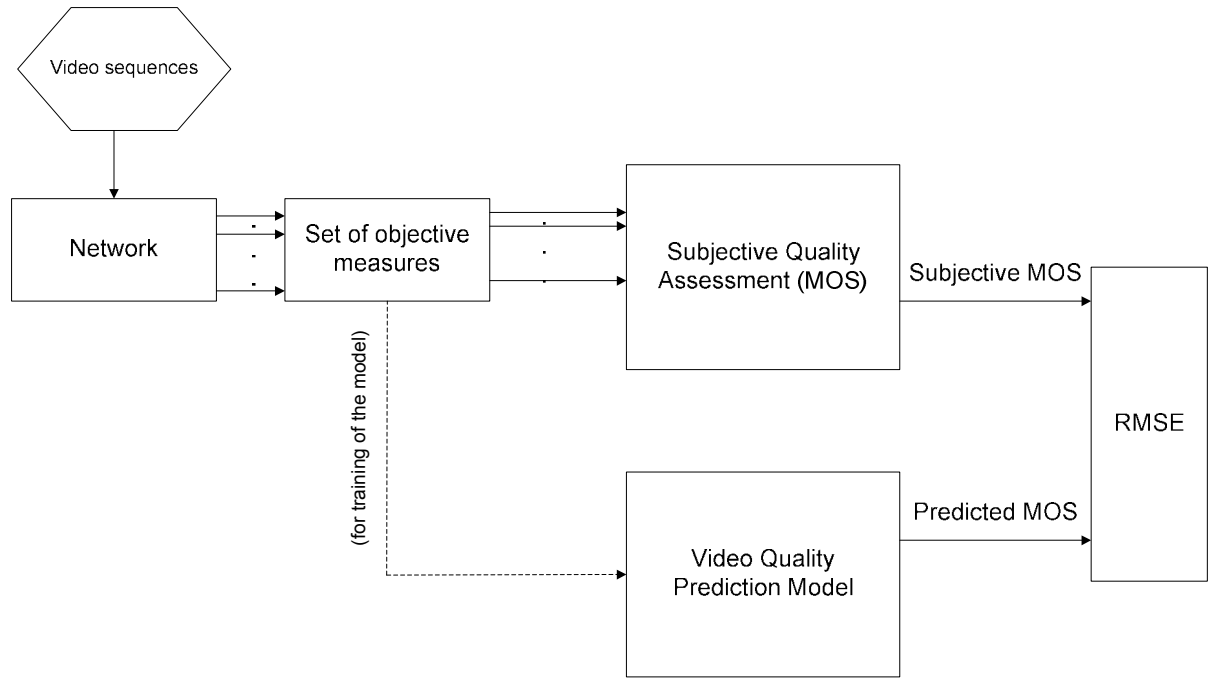 Video sequences
Network
Set of objective
measures
Subjective Quality
Assessment (MOS)
Subjective MOS
RMSE
(for training of the model)
Predicted MOS
Video Quality
Prediction Model